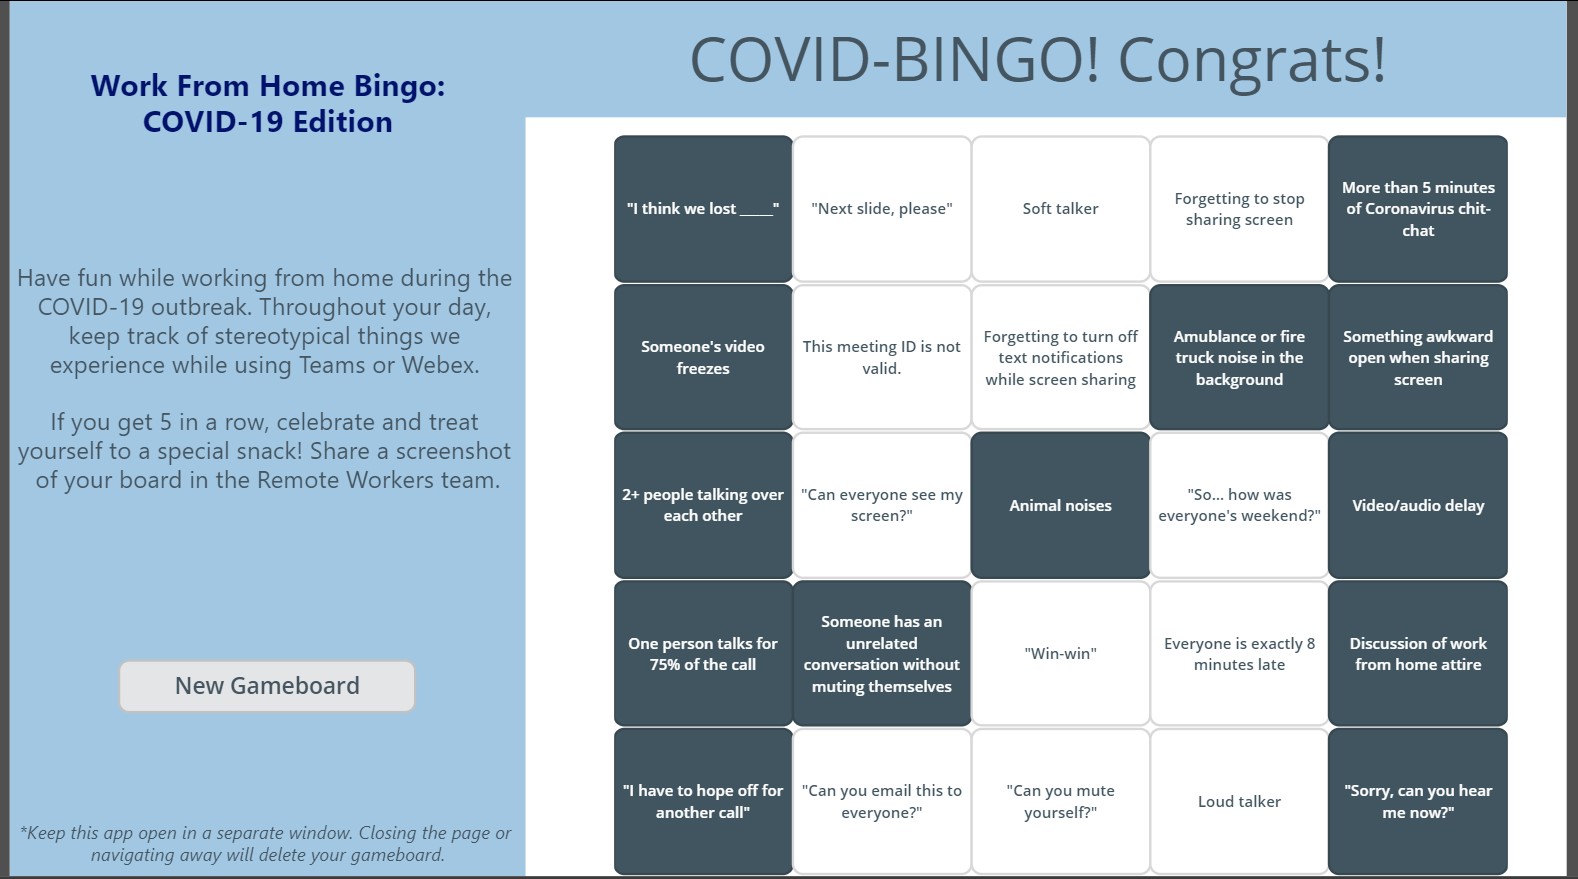 Work From Home Bingo:
COVID-19 Edition
Have fun while working from home during the
COVID-19 outbreak. Throughout your day,
keep track of stereotypical things we
experience while using Teams or Webex.
If you get 5 in a row, celebrate and treat
yourself to a special snack! Share a screenshot
of your board in the Remote Workers team.
New Gameboard
*Keep this app open in a separate window. Closing the page or
navigating away will delete your gameboard.
COVID-BINGO! Congrats!
"I think we lost _____"
"Next slide, please"
Soft talker
Forgetting to stop
sharing screen
More than 5 minutes
of Coronavirus chit-
chat
Someone's video
freezes
This meeting ID is not
valid.
Forgetting to turn off
text notifications
while screen sharing
Amublance or fire
truck noise in the
background
Something awkward
open when sharing
screen
2+ people talking over
each other
"Can everyone see my
screen?"
Animal noises
"So... how was
everyone's weekend?"
Video/audio delay
One person talks for
75% of the call
Someone has an
unrelated
conversation without
muting themselves
"Win-win"
Everyone is exactly 8
minutes late
Discussion of work
from home attire
"I have to hope off for
another call"
"Can you email this to
everyone?"
"Can you mute
yourself?"
Loud talker
"Sorry, can you hear
me now?"